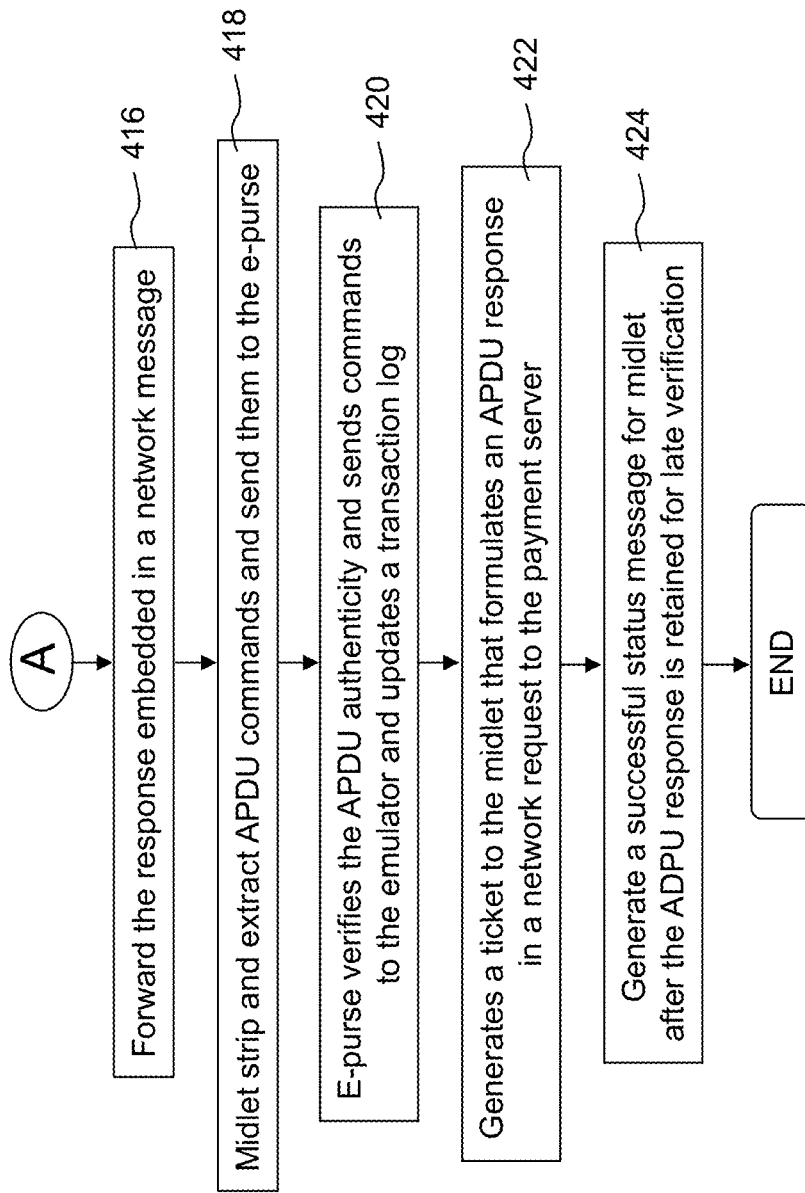 A
Forward the response embedded in a network message
416
Midlet strip and extract APDU commands and send them to the e-purse
418
E-purse verifies the APDU authenticity and sends commands
to the emulator and updates a transaction log
420
Generates a ticket to the midlet that formulates an APDU response
in a network request to the payment server
422
Generate a successful status message for midlet
after the ADPU response is retained for late verification
424
END